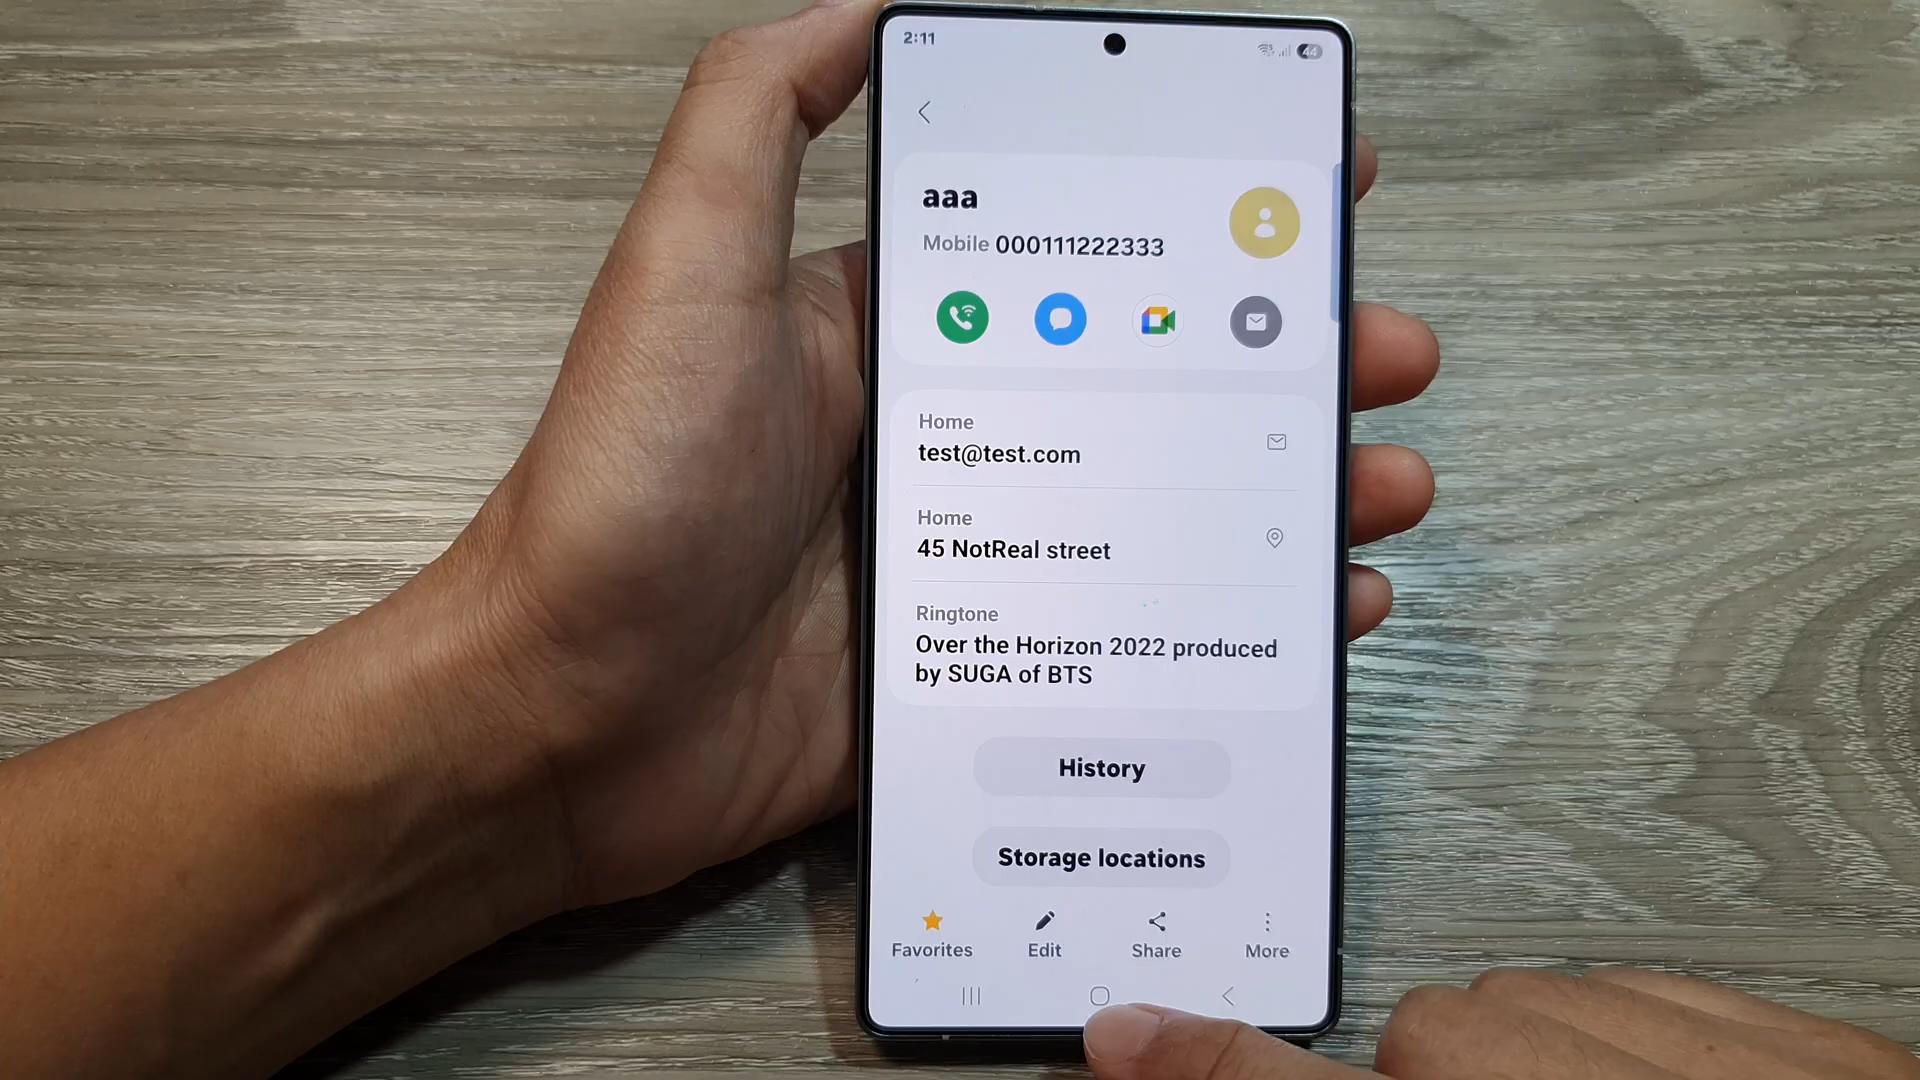 2:11
44
aaa
Mobile 000111222333
Home
test@test.com
Home
45 NotReal street
Ringtone
Over the Horizon 2022 produced
by SUGA of BTS
History
Storage locations
Favorites Edit Share More